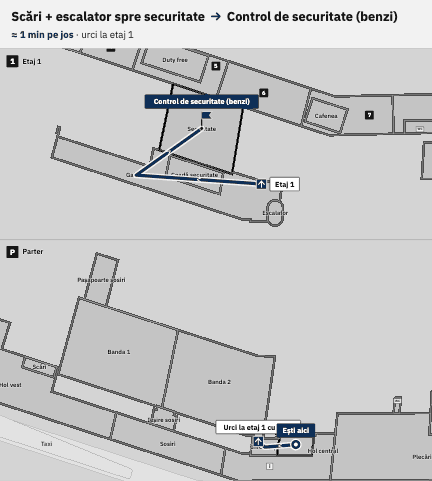 Scări + escalator spre securitate → Control de securitate (benzi)
≈ 1 min pe jos · urci la etaj 1
1 Etaj 1
Duty free
5
6
Cafenea
7
Control de securitate (benzi)
Etaj 1
Escalator
P Parter
Pașapoarte sosiri
Banda 1
Banda 2
Scări
Hol vest
Ieșire sosiri
Sosiri
Taxi
Urci la etaj 1 cu
Ești aici
Hol central
Plecări